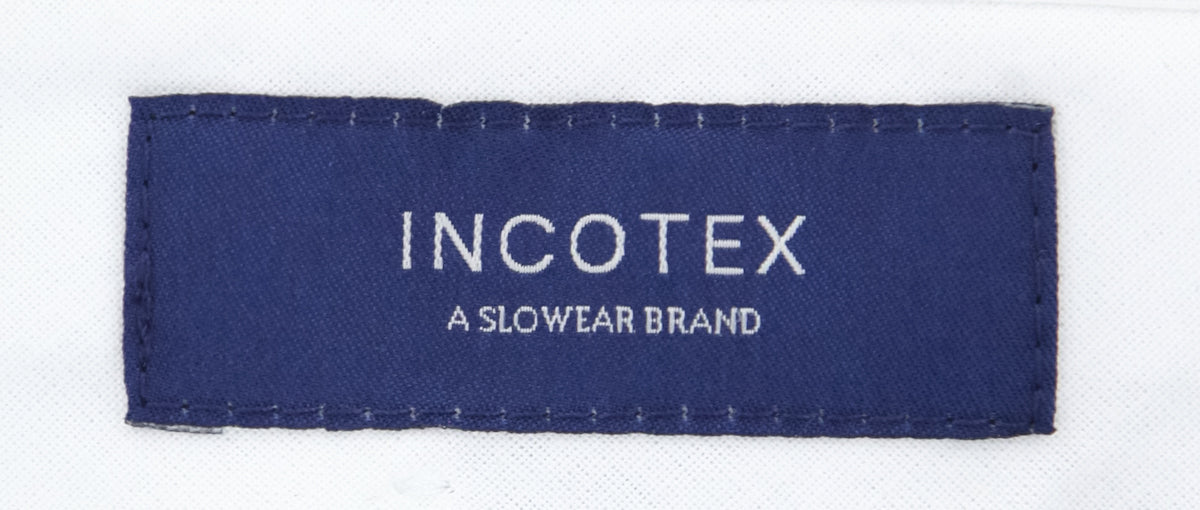 INCOTEX
A SLOWEAR BRAND